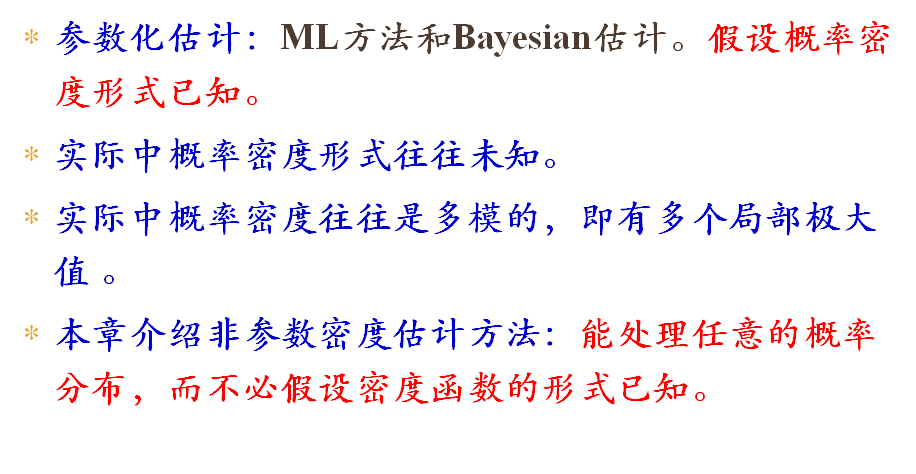 * 参数化估计：ML方法和Bayesian估计。假设概率密
度形式已知。
* 实际中概率密度形式往往未知。
* 实际中概率密度往往是多模的，即有多个局部极大
值 。
* 本章介绍非参数密度估计方法：能处理任意的概率
分布，而不必假设密度函数的形式已知。